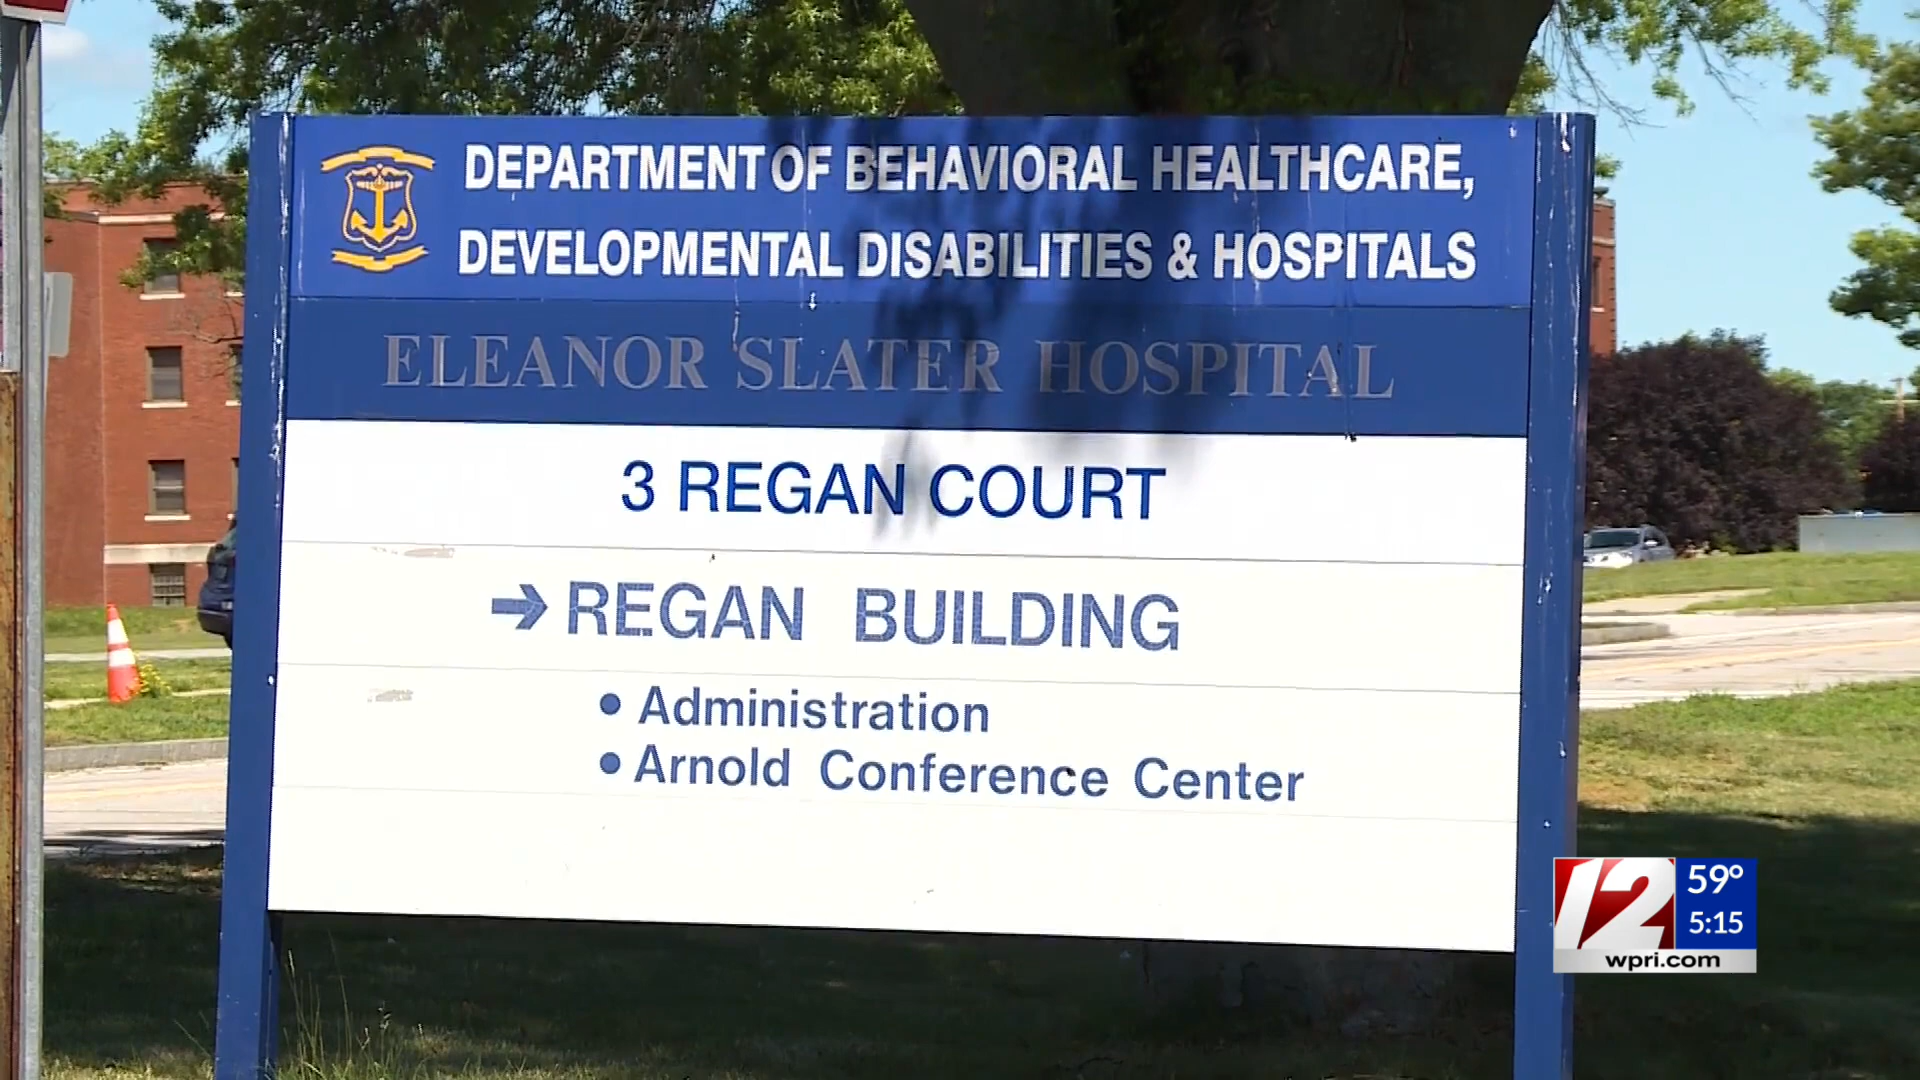 DEPARTMENT OF BEHAVIORAL HEALTHCARE,
DEVELOPMENTAL DISABILITIES & HOSPITALS
ELEANOR SLATER HOSPITAL
3 REGAN COURT
➔ REGAN BUILDING
• Administration
• Arnold Conference Center
12
59°
5:15
wpri.com